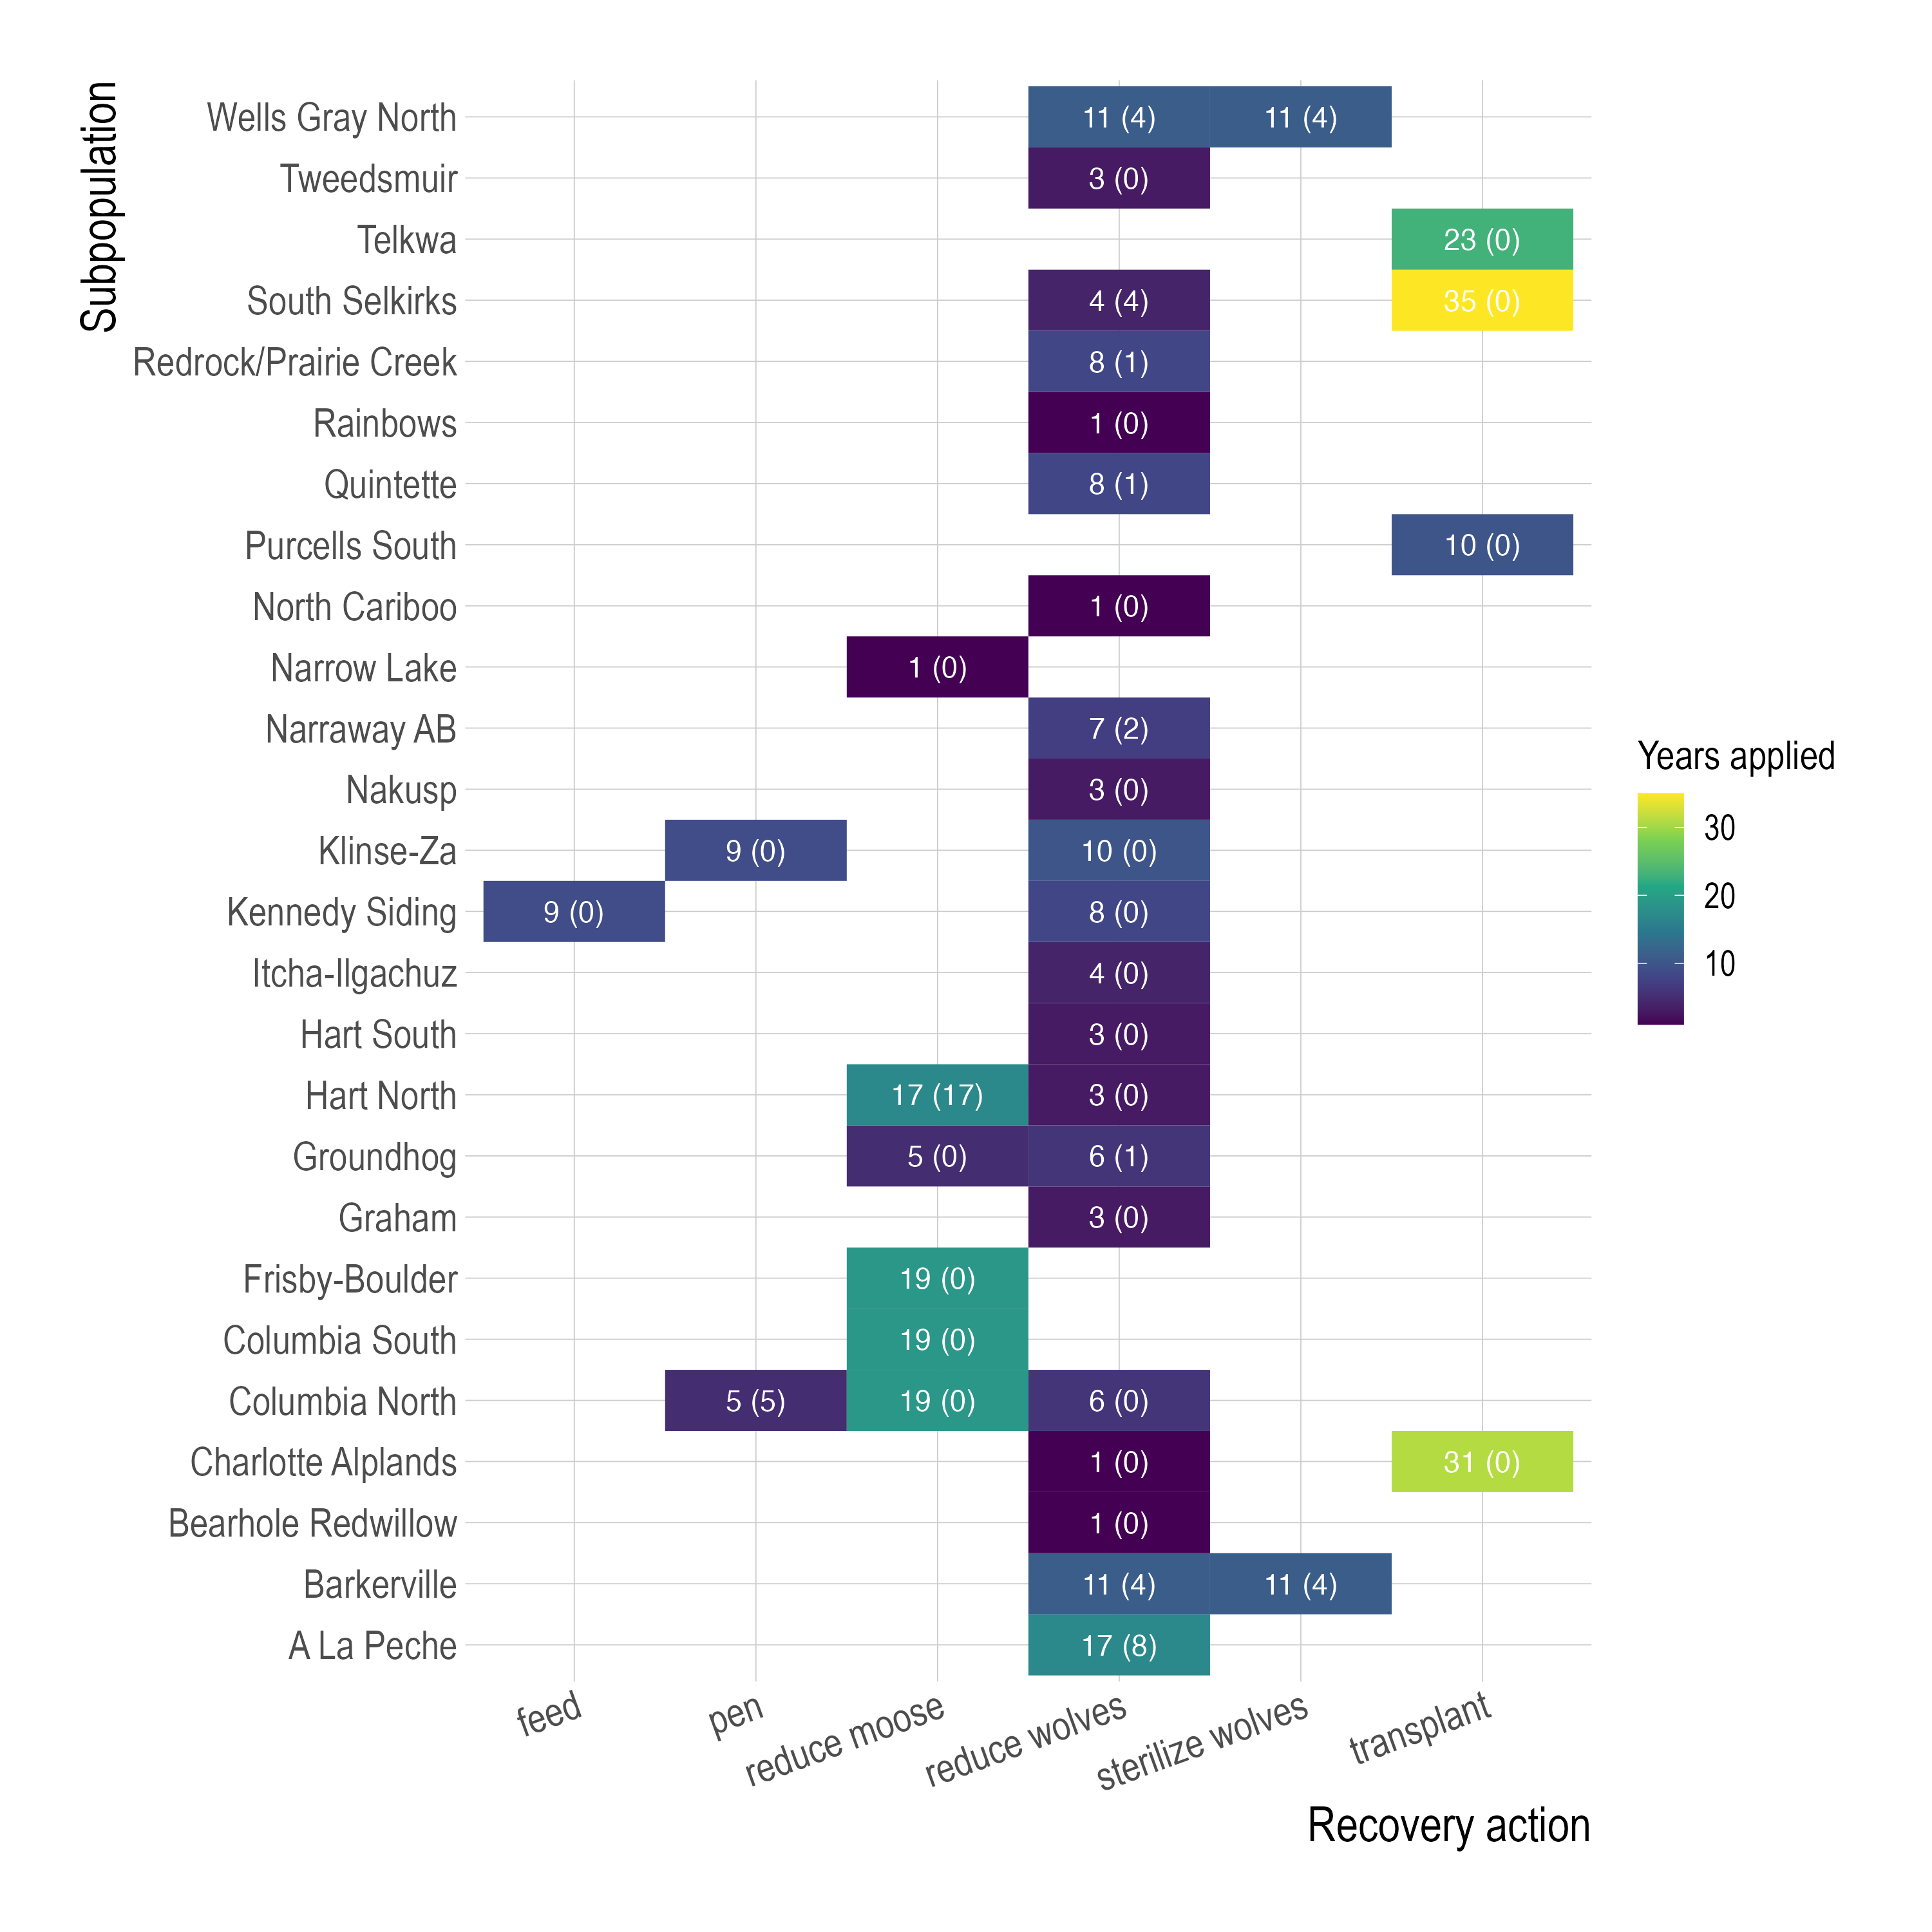 Subpopulation
Wells Gray North 11 (4) 11 (4)
Tweedsmuir 3 (0)
Telkwa 23 (0)
South Selkirks 4 (4) 35 (0)
Redrock/Prairie Creek 8 (1)
Rainbows 1 (0)
Quintette 8 (1)
Purcells South 10 (0)
North Cariboo 1 (0)
Narrow Lake 1 (0)
Narraway AB 7 (2)
Nakusp 3 (0)
Klinse-Za 9 (0) 10 (0)
Kennedy Siding 9 (0) 8 (0)
Itcha-Ilgachuz 4 (0)
Hart South 3 (0)
Hart North 17 (17) 3 (0)
Groundhog 5 (0) 6 (1)
Graham 3 (0)
Frisby-Boulder 19 (0)
Columbia South 19 (0)
Columbia North 5 (5) 19 (0) 6 (0)
Charlotte Alplands 1 (0) 31 (0)
Bearhole Redwillow 1 (0)
Barkerville 11 (4) 11 (4)
A La Peche 17 (8)
feed pen reduce moose reduce wolves sterilize wolves transplant
Recovery action
Years applied
30
20
10